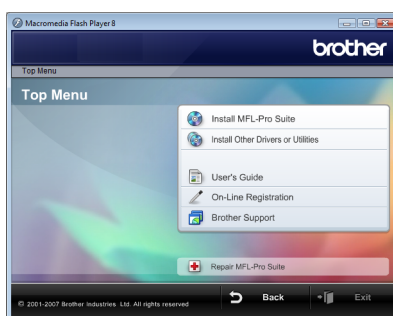 Macromedia Flash Player 8
brother
Top Menu
Top Menu
Install MFL-Pro Suite
Install Other Drivers or Utilities
User's Guide
On-Line Registration
Brother Support
Repair MFL-Pro Suite
© 2001-2007 Brother Industries Ltd. All rights reserved
Back
Exit